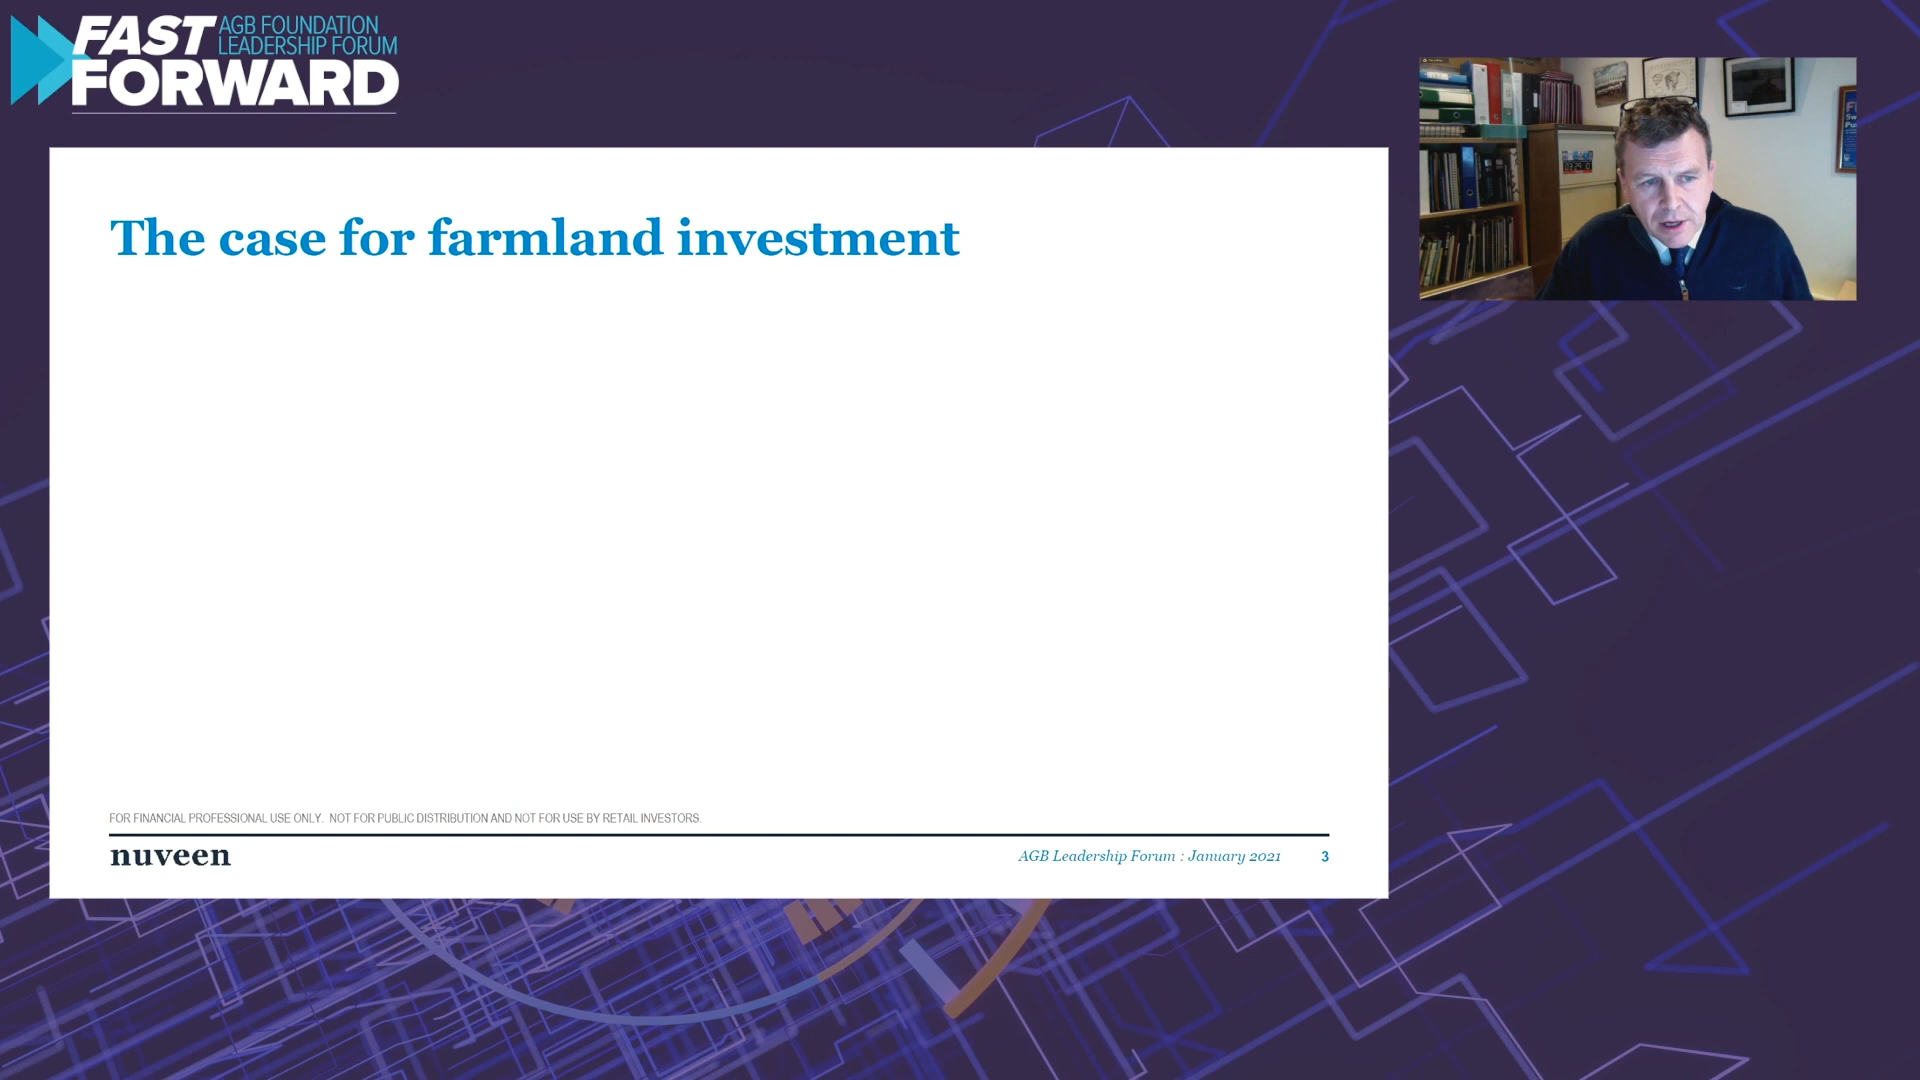 FAST AGB FOUNDATION
LEADERSHIP FORUM
FORWARD
The case for farmland investment
FOR FINANCIAL PROFESSIONAL USE ONLY. NOT FOR PUBLIC DISTRIBUTION AND NOT FOR USE BY RETAIL INVESTORS.
nuveen
AGB Leadership Forum : January 2021
3